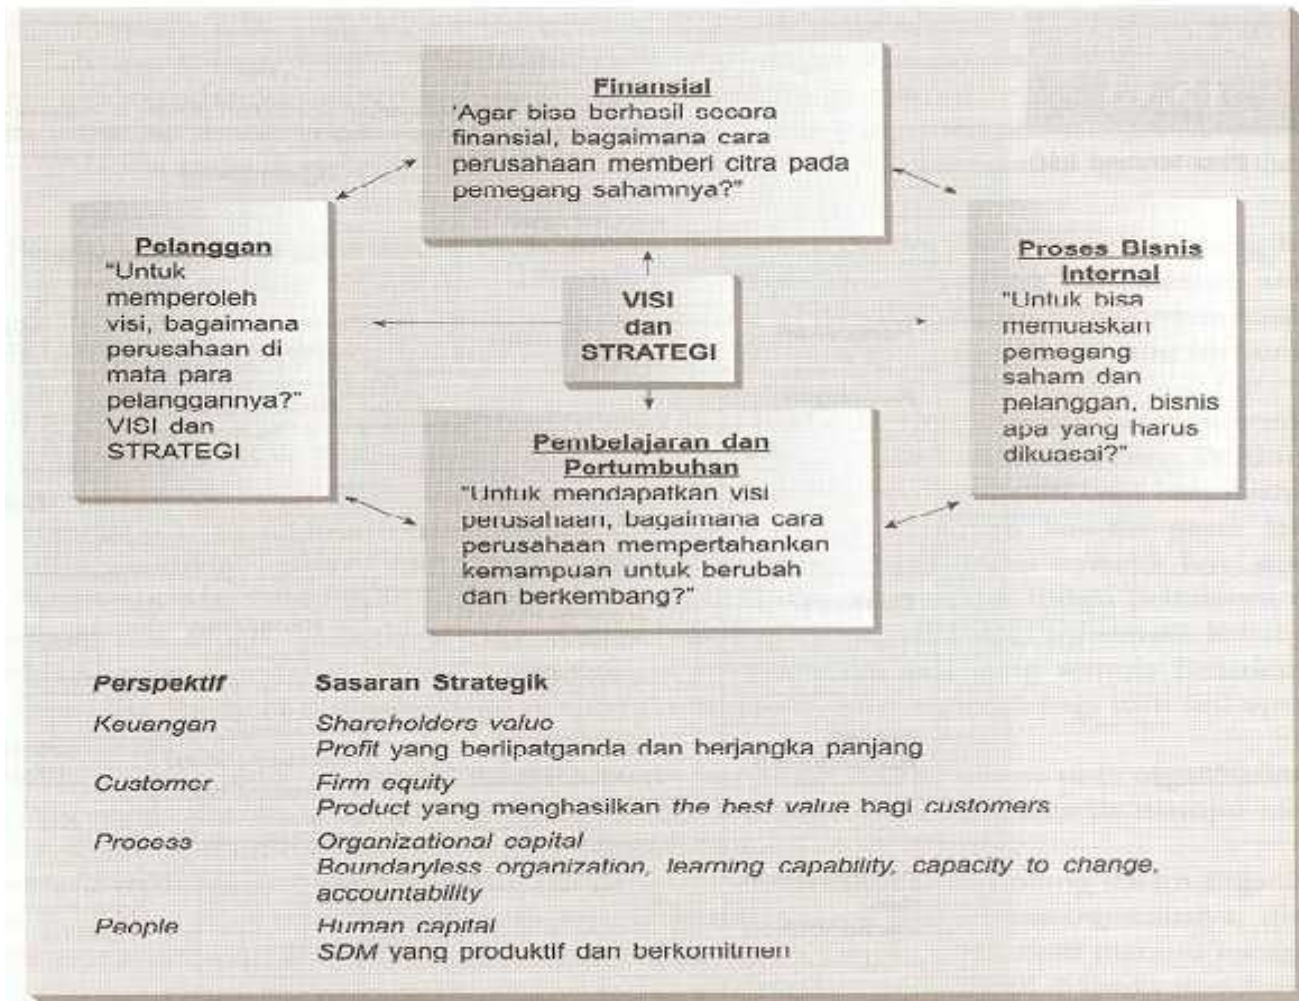 Finansial
'Agar bisa berhasil secara
finansial, bagaimana cara
perusahaan memberi citra pada
pemegang sahamnya?"
Pelanggan
"Untuk
memperoleh
visi, bagaimana
perusahaan di
mata para
pelanggannya?"
VISI dan
STRATEGI
VISI
dan
STRATEGI
Proses Bisnis
Internal
"Untuk bisa
memuaskan
pemegang
saham dan
pelanggan, bisnis
apa yang harus
dikuasai?"
Pembelajaran dan
Pertumbuhan
"Untuk mendapatkan visi
perusahaan, bagaimana cara
perusahaan mempertahankan
kemampuan untuk berubah
dan berkembang?"
Perspektif Sasaran Strategik
Keuangan Shareholders value
Profit yang berlipatganda dan berjangka panjang
Customer Firm equity
Product yang menghasilkan the best value bagi customers
Process Organizational capital
Boundaryless organization, learning capability, capacity to change,
accountability
People Human capital
SDM yang produktif dan berkomitmen